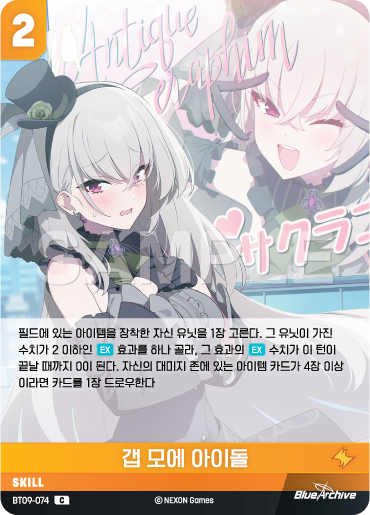 2
Antique
Seraphim
サクラコ
SAMPLE
필드에 있는 아이템을 장착한 자신 유닛을 1장 고른다. 그 유닛이 가진
수치가 2 이하인 EX 효과를 하나 골라, 그 효과의 EX 수치가 이 턴이
끝날 때까지 0이 된다. 자신의 대미지 존에 있는 아이템 카드가 4장 이상
이라면 카드를 1장 드로우한다
갭 모에 아이돌
SKILL
BT09-074 C
© NEXON Games
BlueArchive